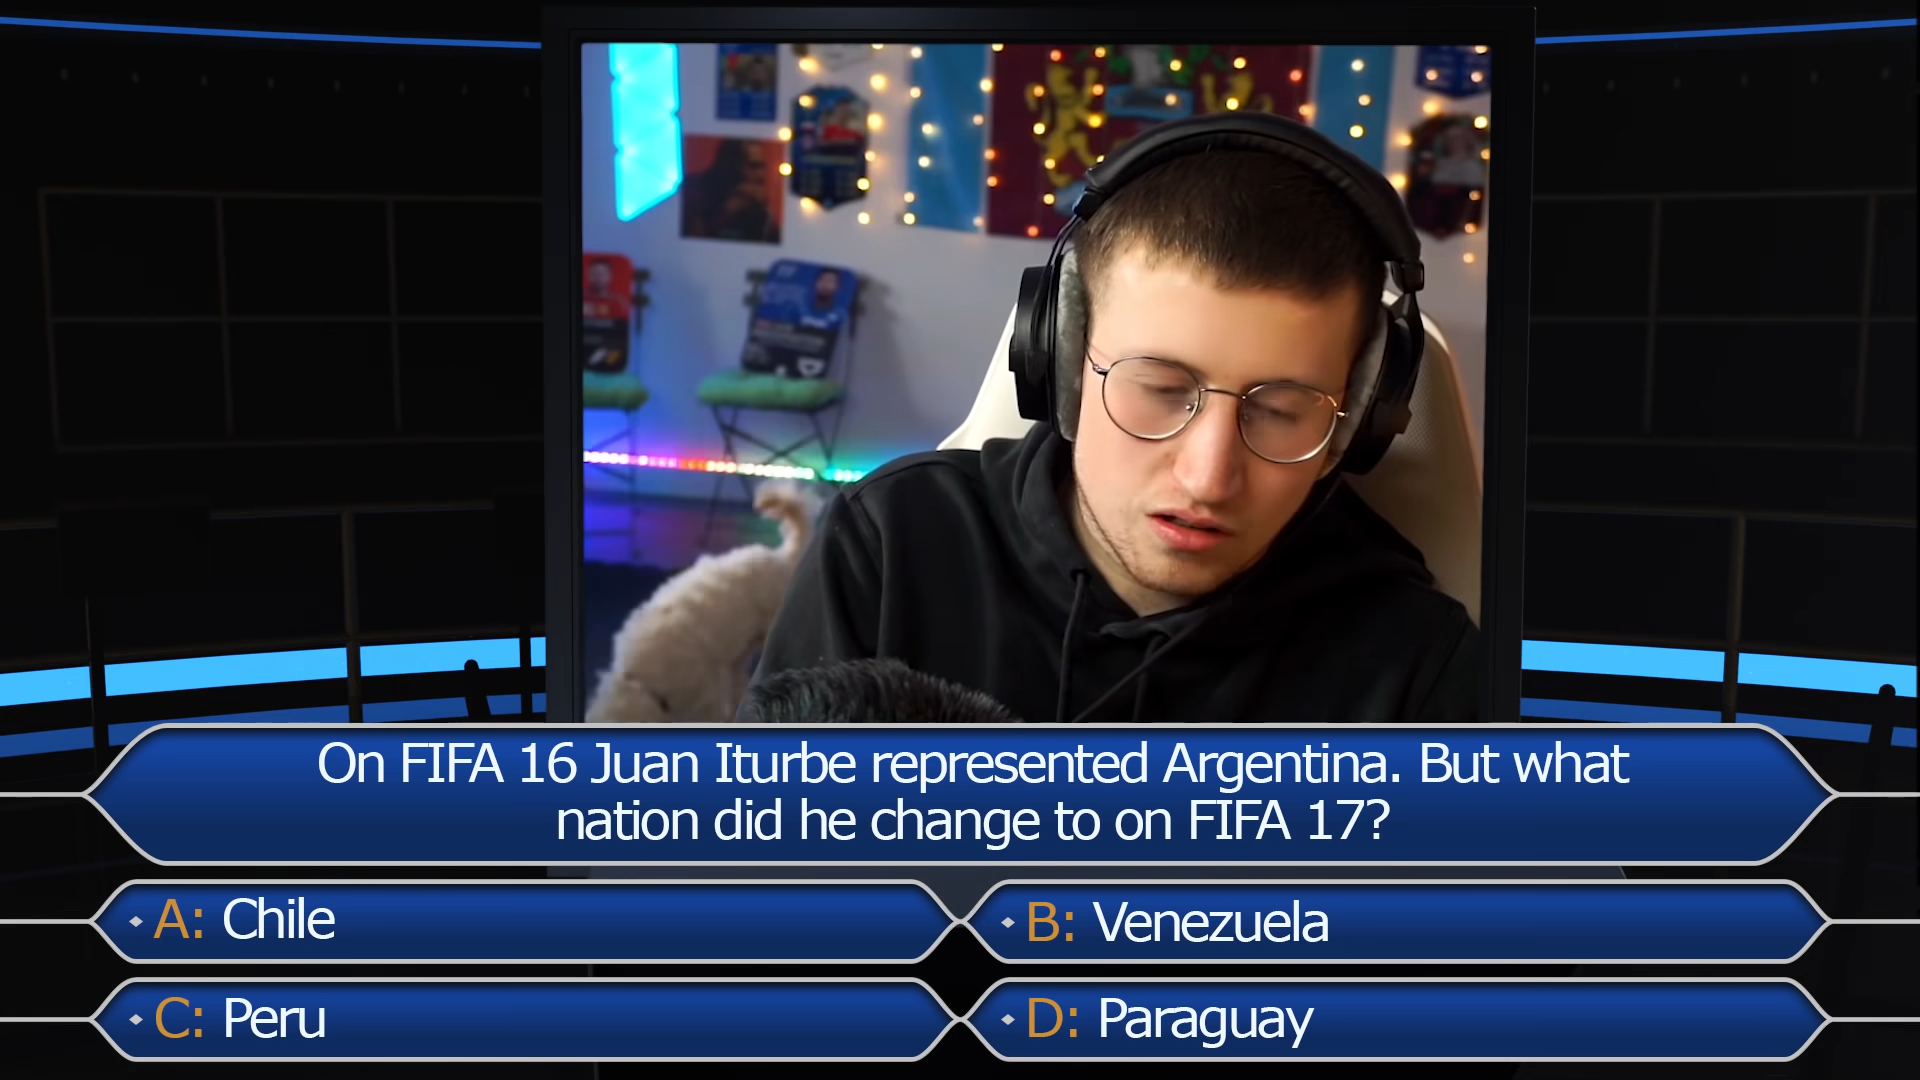 On FIFA 16 Juan Iturbe represented Argentina. But what
nation did he change to on FIFA 17?
A: Chile
B: Venezuela
C: Peru
D: Paraguay